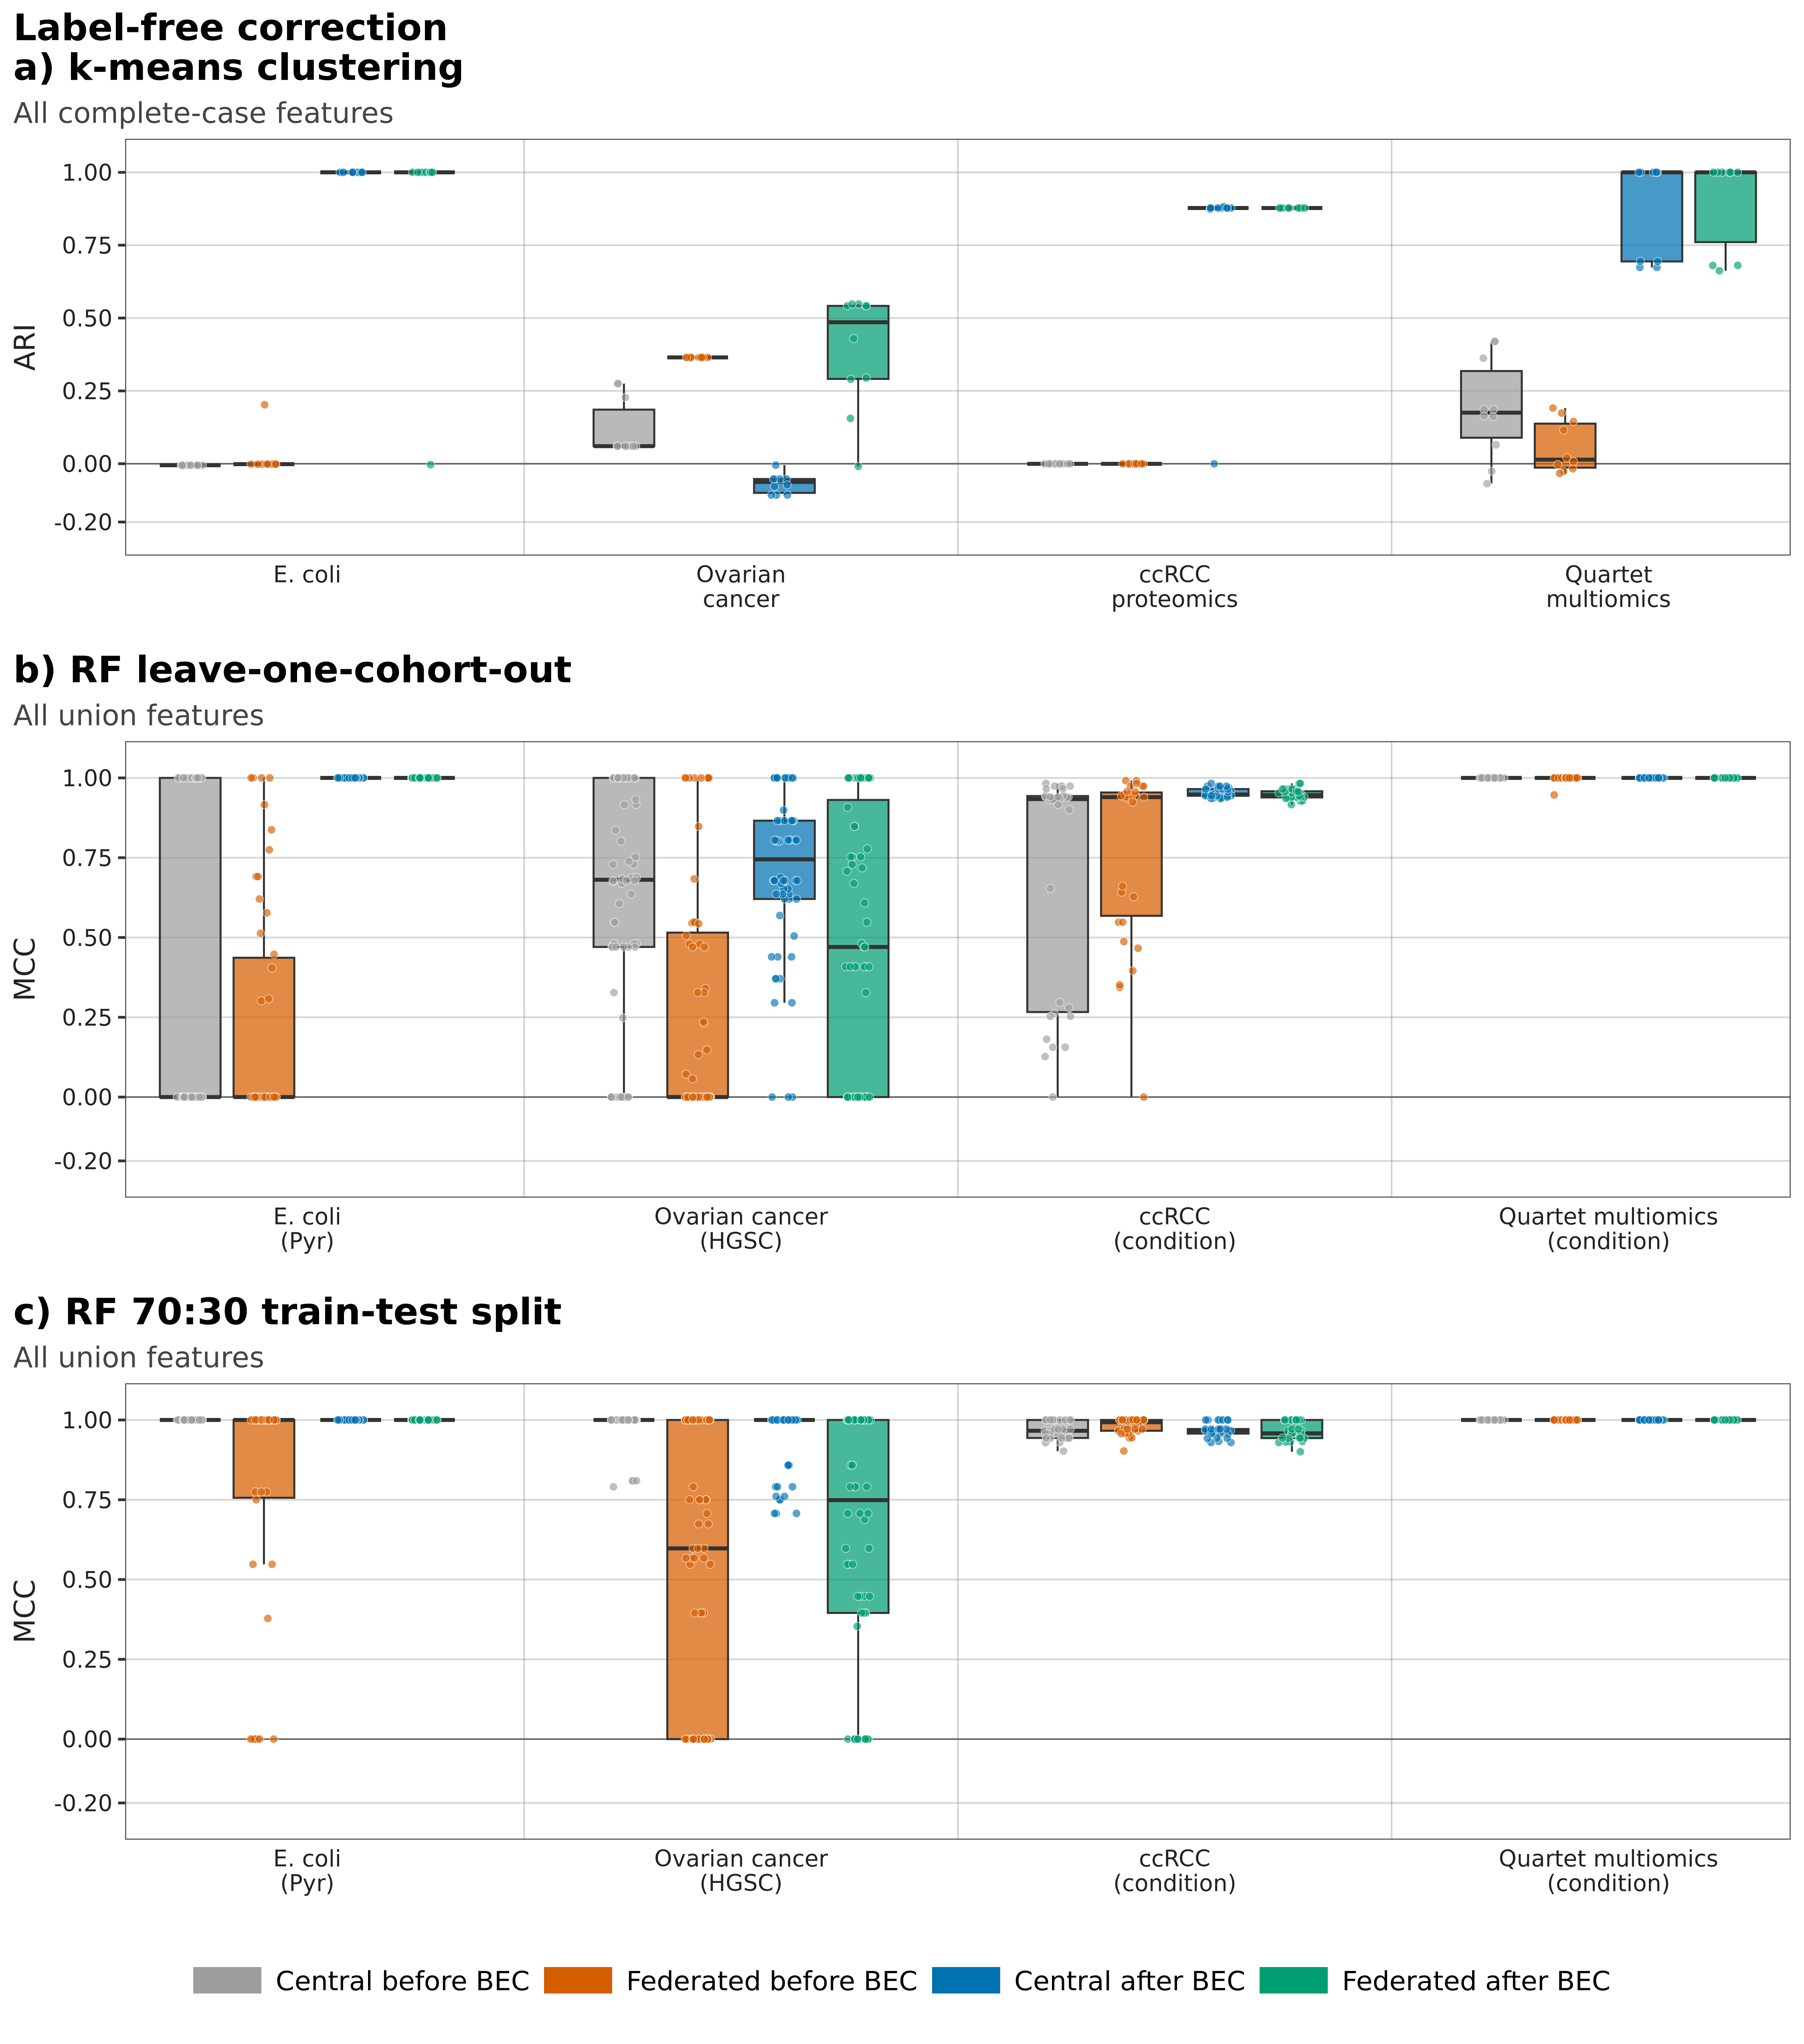 Label-free correction
a) k-means clustering
All complete-case features
ARI
1.00
0.75
0.50
0.25
0.00
-0.20
E. coli
Ovarian
cancer
ccRCC
proteomics
Quartet
multiomics
b) RF leave-one-cohort-out
All union features
MCC
1.00
0.75
0.50
0.25
0.00
-0.20
E. coli
(Pyr)
Ovarian cancer
(HGSC)
ccRCC
(condition)
Quartet multiomics
(condition)
c) RF 70:30 train-test split
All union features
MCC
1.00
0.75
0.50
0.25
0.00
-0.20
E. coli
(Pyr)
Ovarian cancer
(HGSC)
ccRCC
(condition)
Quartet multiomics
(condition)
Central before BEC
Federated before BEC
Central after BEC
Federated after BEC